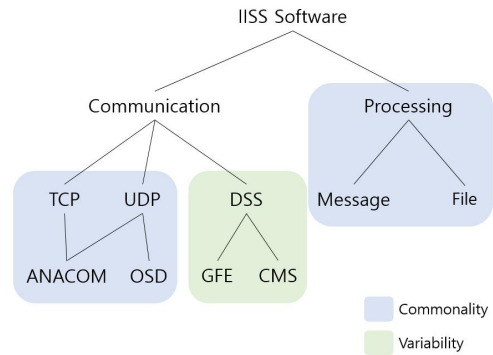 IISS Software
Communication
Processing
TCP
UDP
DSS
Message
File
ANACOM
OSD
GFE
CMS
Commonality
Variability